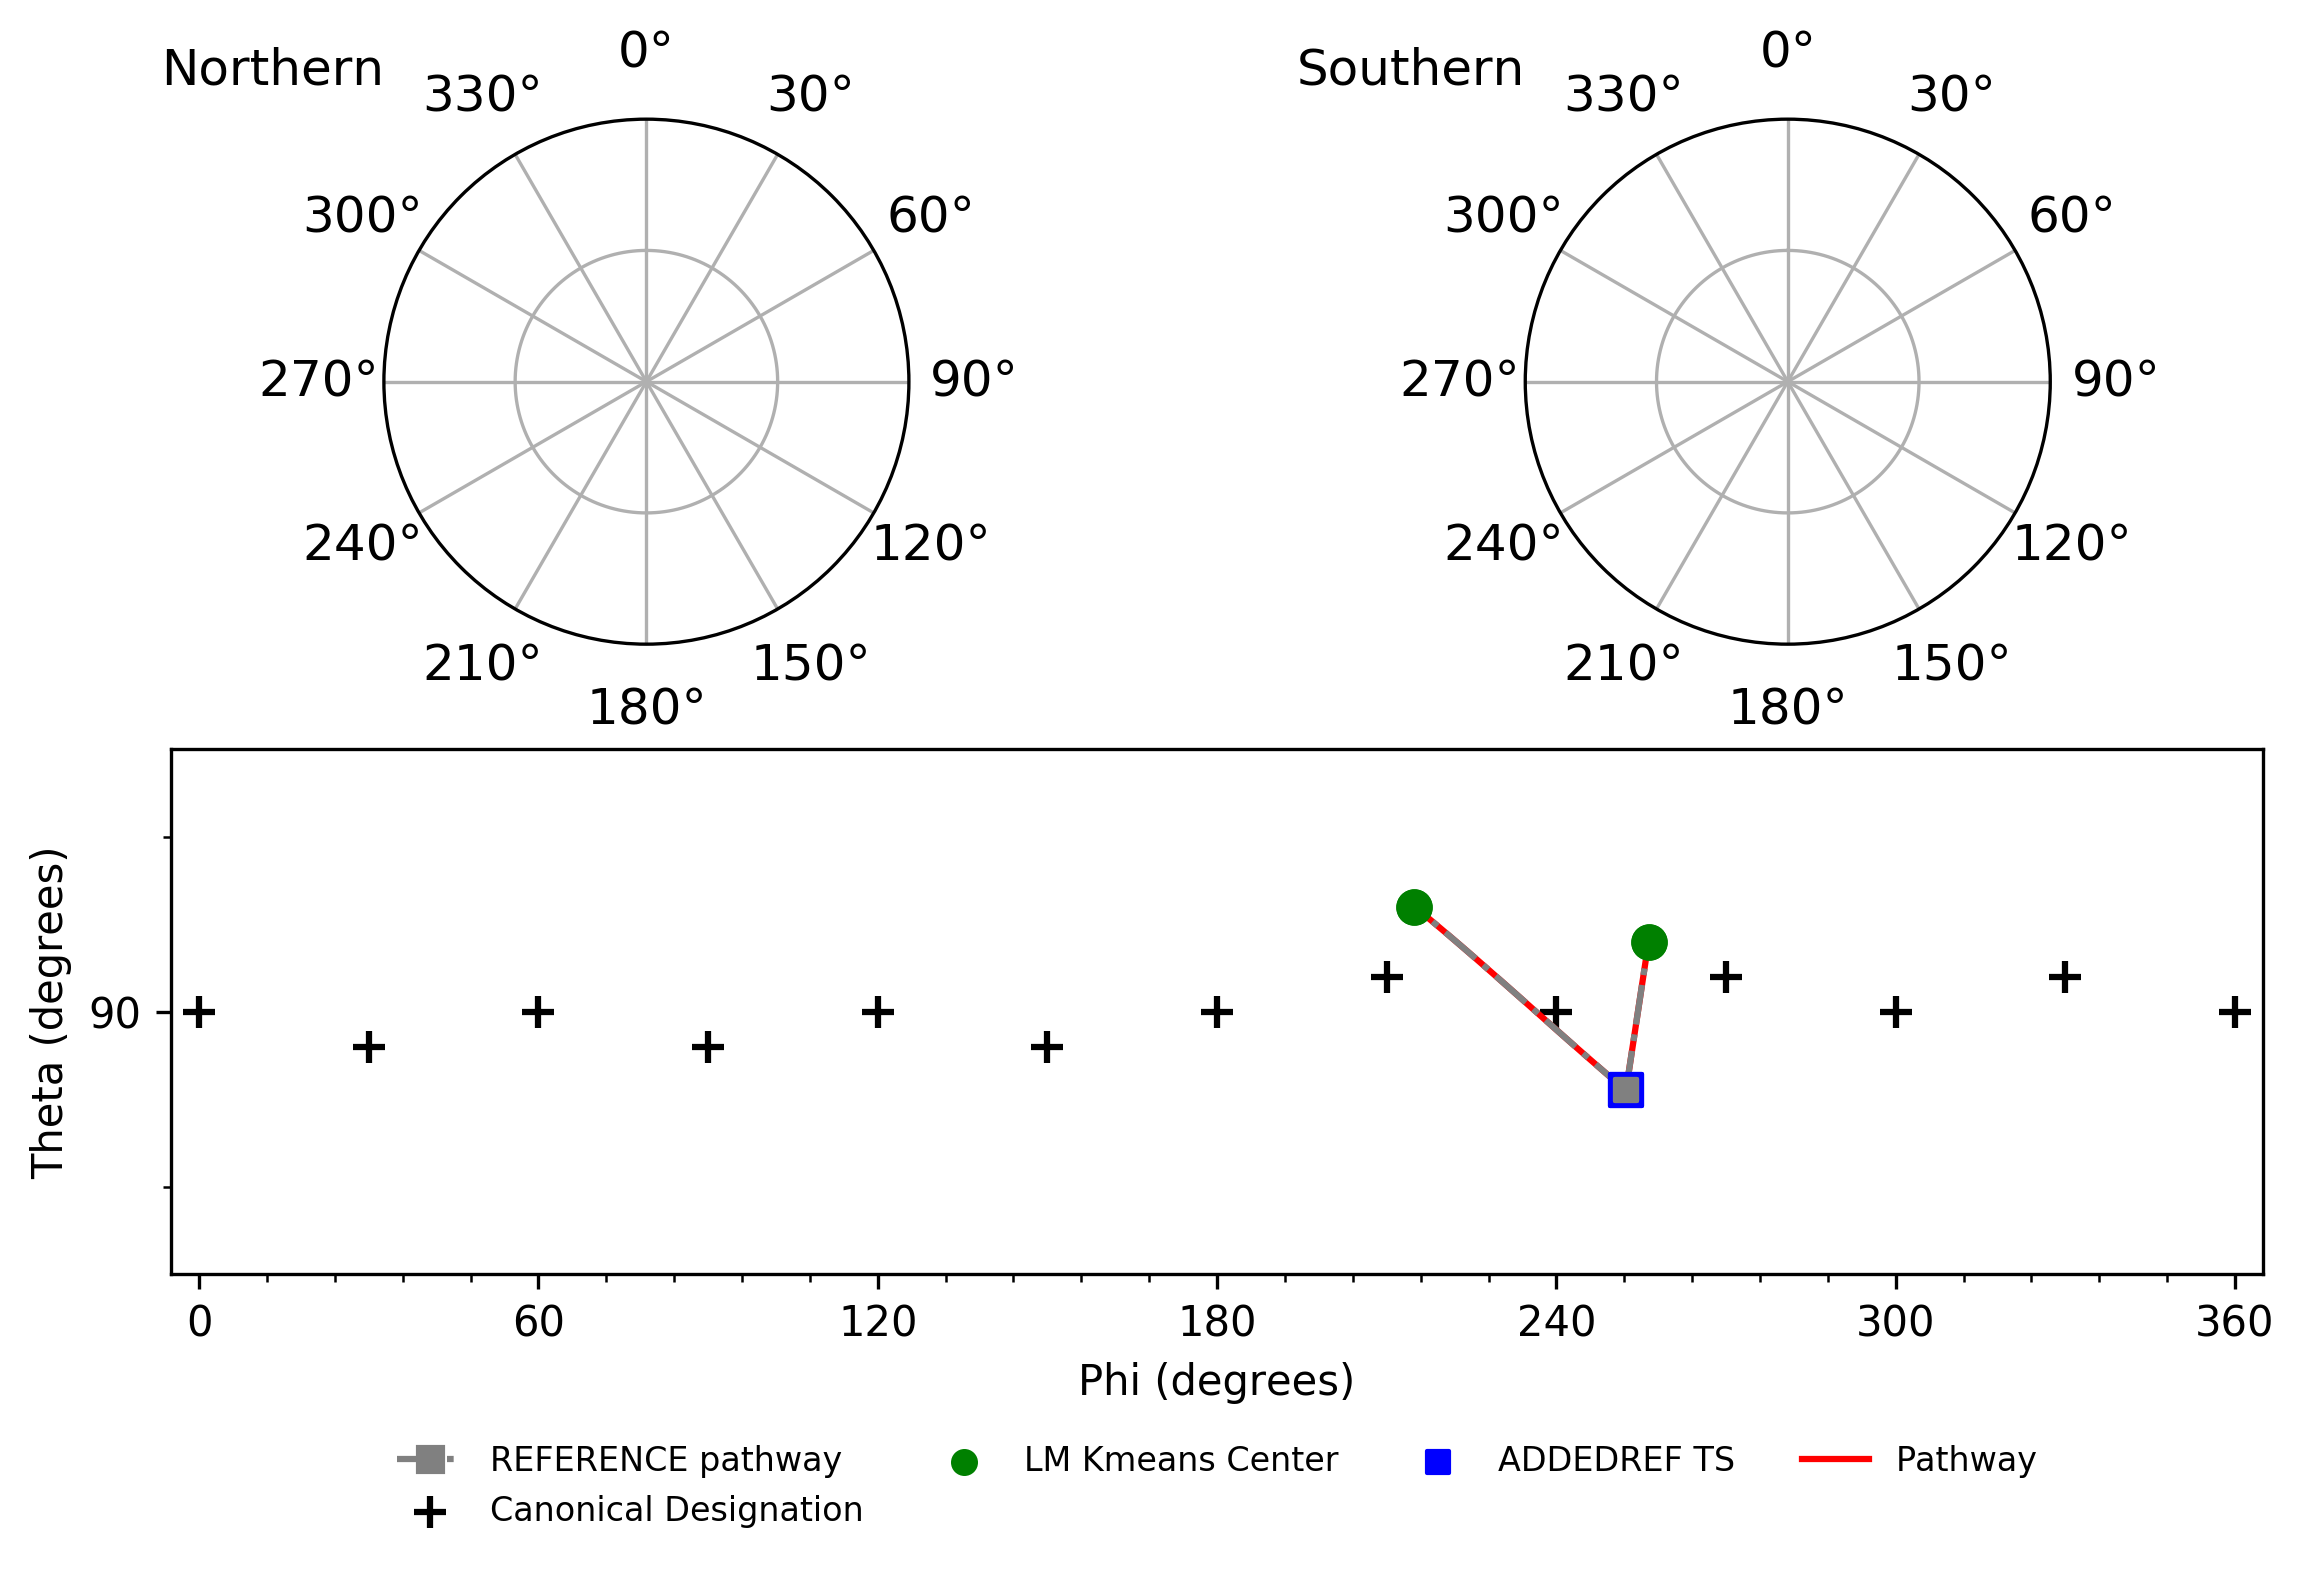 Northern
0°
30°
60°
90°
120°
150°
180°
210°
240°
270°
300°
330°
Southern
0°
30°
60°
90°
120°
150°
180°
210°
240°
270°
300°
330°
Theta (degrees)
90
0 60 120 180 240 300 360
Phi (degrees)
REFERENCE pathway
Canonical Designation
LM Kmeans Center
ADDEDREF TS
Pathway